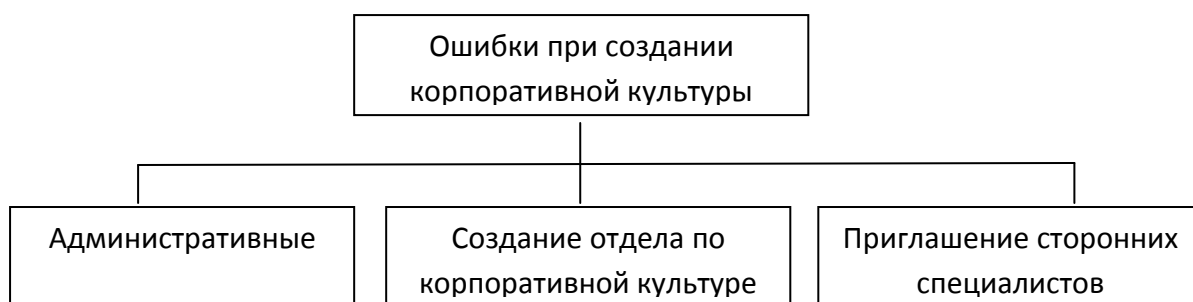 Ошибки при создании
корпоративной культуры
Административные
Создание отдела по
корпоративной культуре
Приглашение сторонних
специалистов